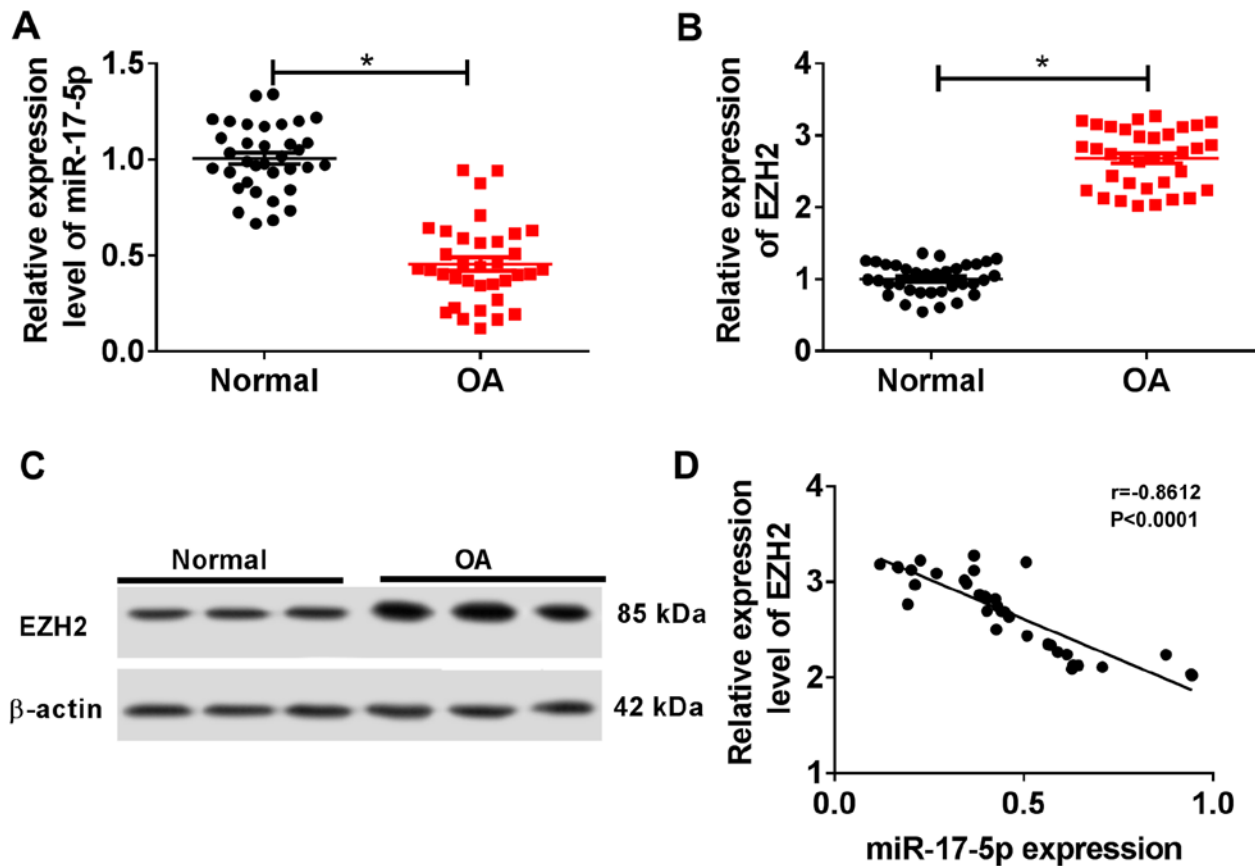 A
Relative expression
level of miR-17-5p
1.5
1.0
0.5
0.0
*
Normal
OA
B
Relative expression
of EZH2
4
3
2
1
0
*
Normal
OA
C
Normal
OA
EZH2
85 kDa
β-actin
42 kDa
D
Relative expression
level of EZH2
4
3
2
1
r=-0.8612
P<0.0001
0.0
0.5
1.0
miR-17-5p expression